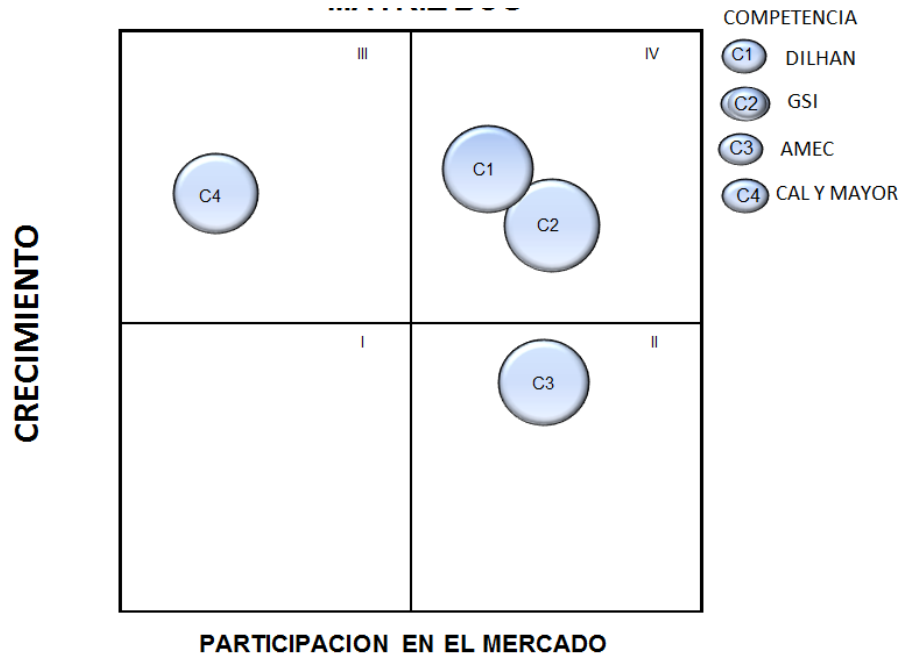 COMPETENCIA
III
IV
C1 DILHAN
C2 GSI
C3 AMEC
C4 CAL Y MAYOR
C1
C4
C2
I
II
C3
CRECIMIENTO
PARTICIPACION EN EL MERCADO